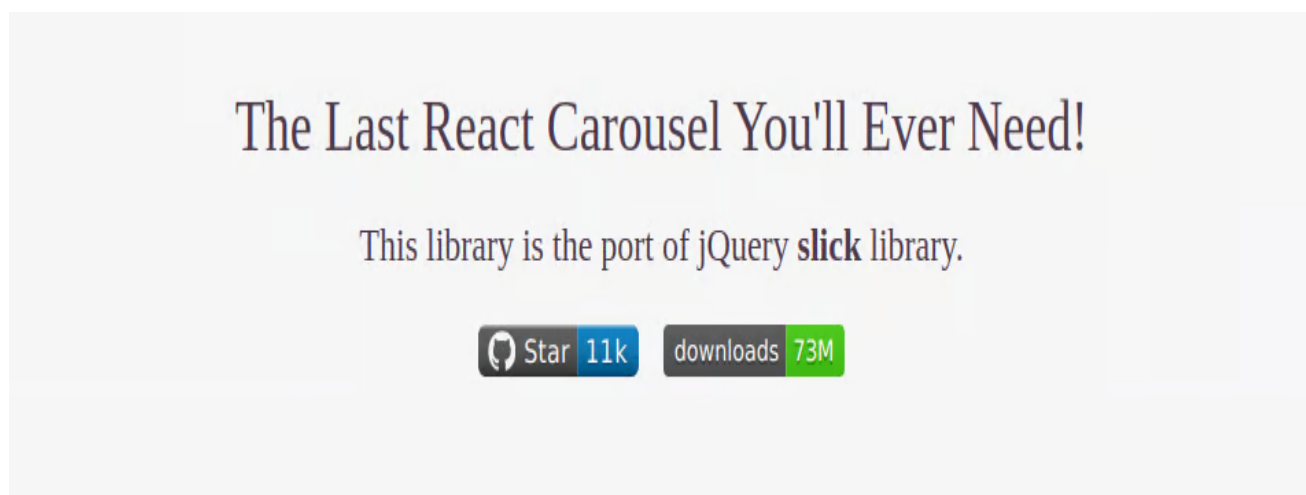 The Last React Carousel You'll Ever Need!
This library is the port of jQuery slick library.
Star 11k downloads 73M